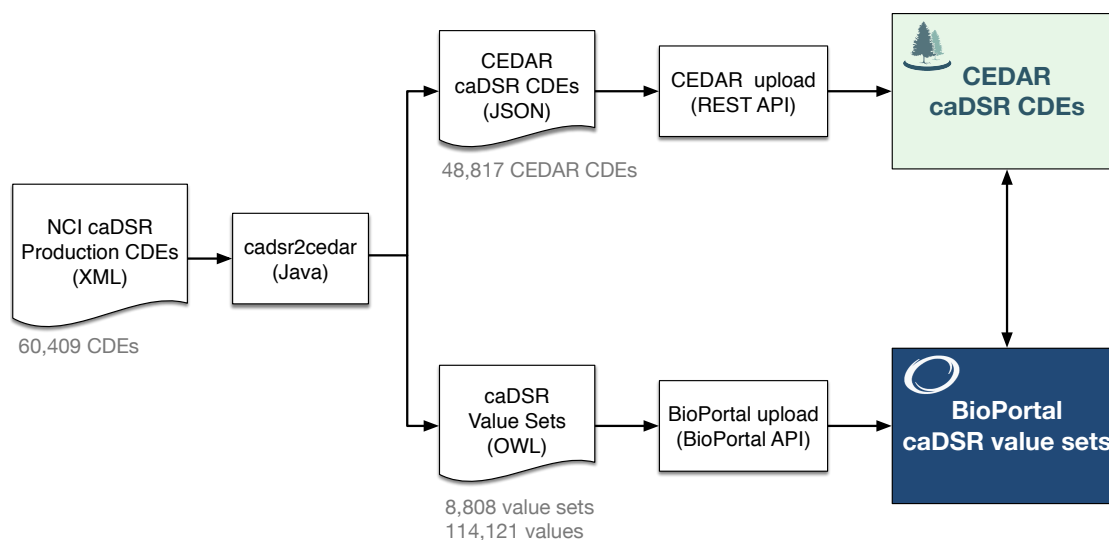 NCI caDSR
Production CDEs
(XML)
60,409 CDEs
cadsr2cedar
(Java)
CEDAR
caDSR CDEs
(JSON)
48,817 CEDAR CDEs
CEDAR upload
(REST API)
CEDAR
caDSR CDEs
caDSR
Value Sets
(OWL)
8,808 value sets
114,121 values
BioPortal upload
(BioPortal API)
BioPortal
caDSR value sets